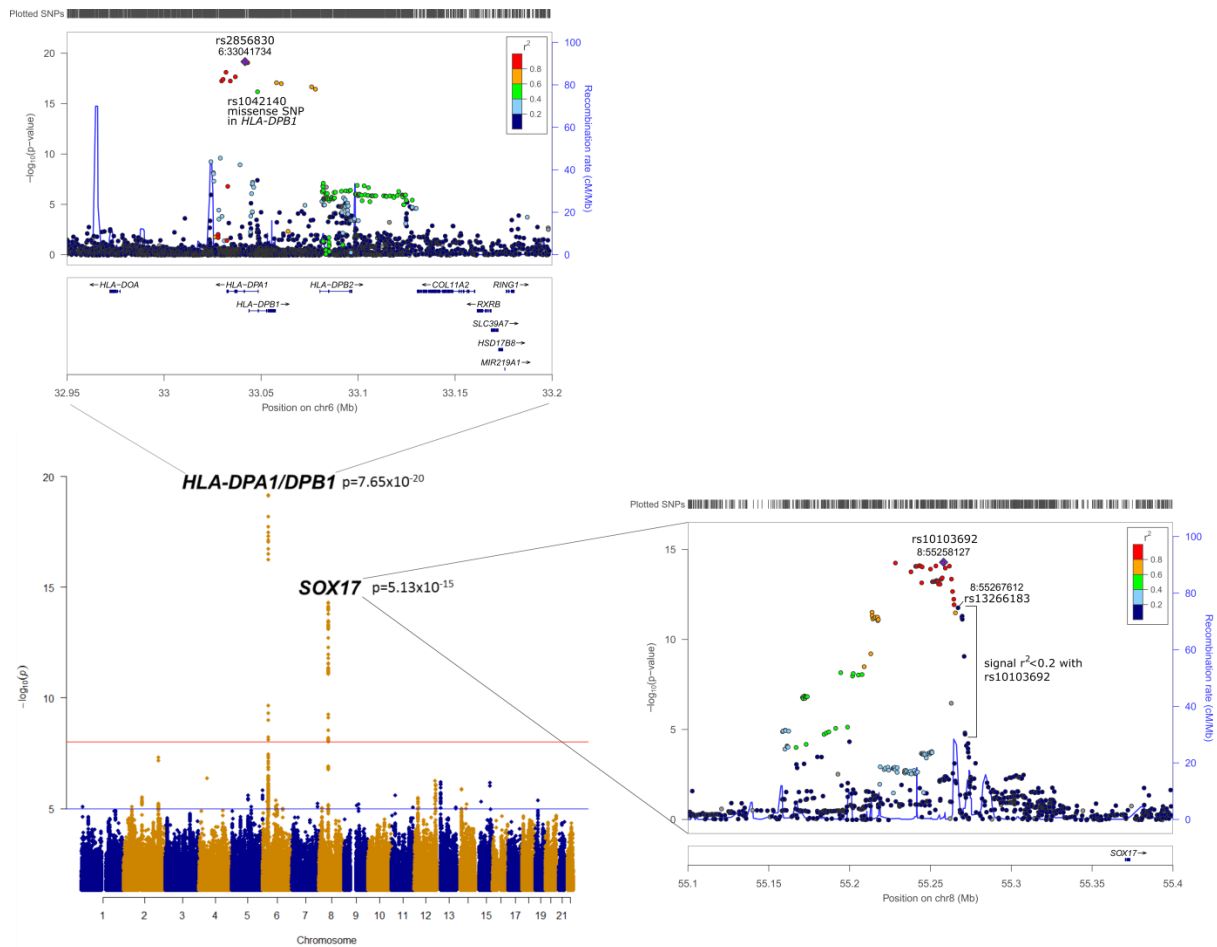 Plotted SNPs
rs2856830
6:33041734
rs1042140
missense SNP
in HLA-DPB1
r²
0.8
0.6
0.4
0.2
20
15
10
5
0
−log₁₀(p−value)
100
80
60
40
20
0
Recombination rate (cM/Mb)
←HLA-DOA
←HLA-DPA1
HLA-DPB2→
←COL11A2
RING1→
HLA-DPB1→
←RXRB
SLC39A7→
HSD17B8→
MIR219A1→
32.95 33 33.05 33.1 33.15 33.2
Position on chr6 (Mb)
HLA-DPA1/DPB1 p=7.65x10⁻²⁰
SOX17 p=5.13x10⁻¹⁵
20
15
10
5
−log₁₀(p)
1 2 3 4 5 6 7 8 9 10 11 12 13 15 17 19 21
Chromosome
Plotted SNPs
rs10103692
8:55258127
8:55267612
rs13266183
signal r²<0.2 with
rs10103692
r²
0.8
0.6
0.4
0.2
15
10
5
0
−log₁₀(p−value)
100
80
60
40
20
0
Recombination rate (cM/Mb)
SOX17→
55.1 55.15 55.2 55.25 55.3 55.35 55.4
Position on chr8 (Mb)